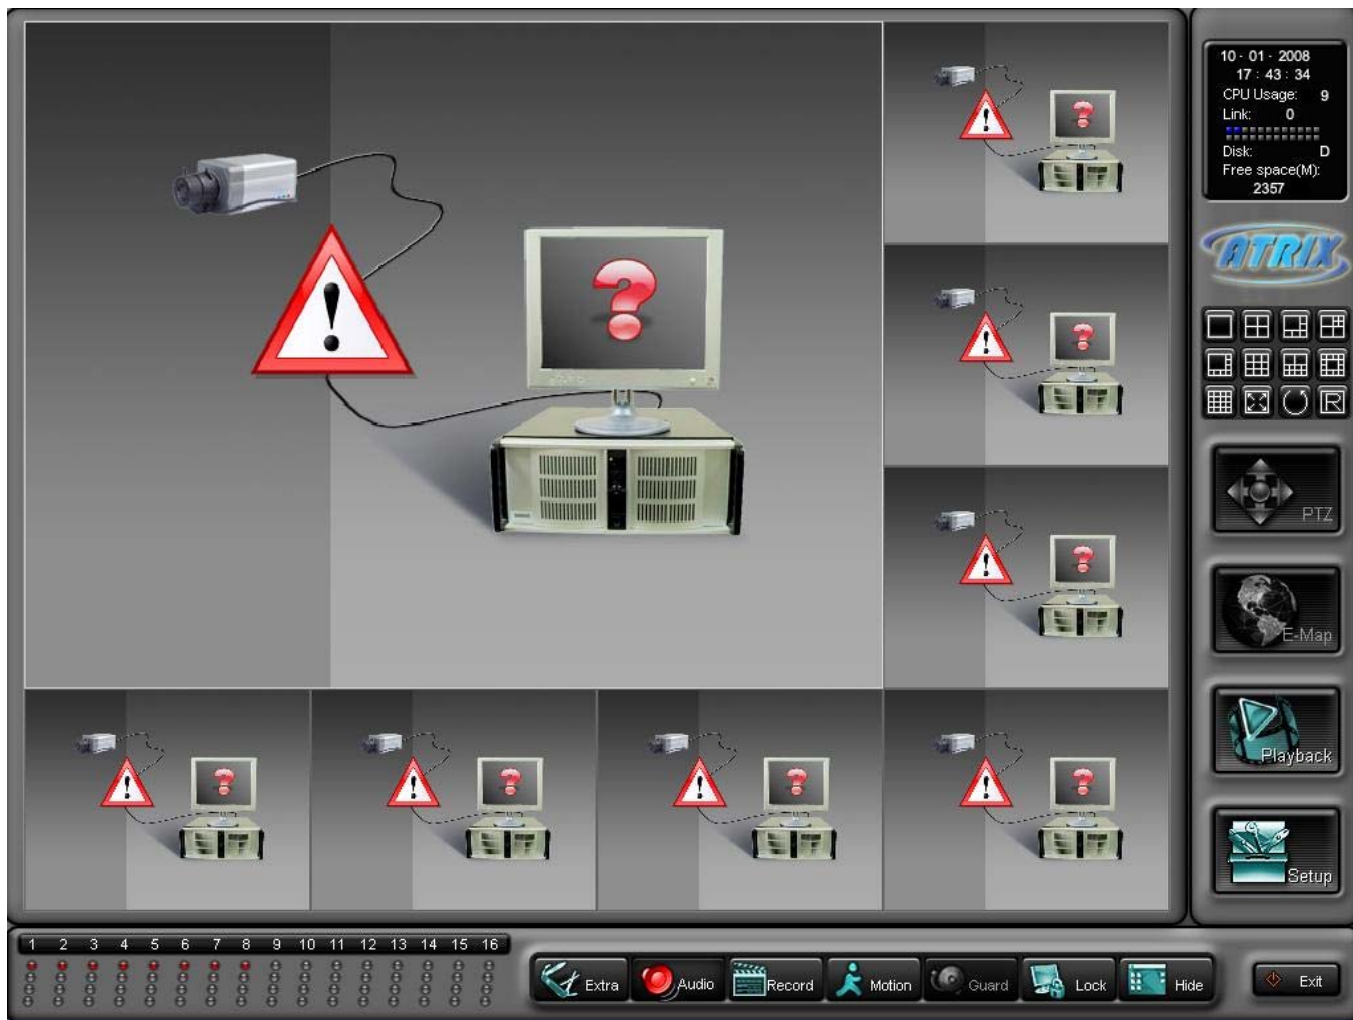 10 - 01 - 2008
17 : 43 : 34
CPU Usage: 9
Link: 0
Disk: D
Free space(M):
2357
ATRIX
R
PTZ
E-Map
Playback
Setup
1 2 3 4 5 6 7 8 9 10 11 12 13 14 15 16
Extra Audio Record Motion Guard Lock Hide Exit